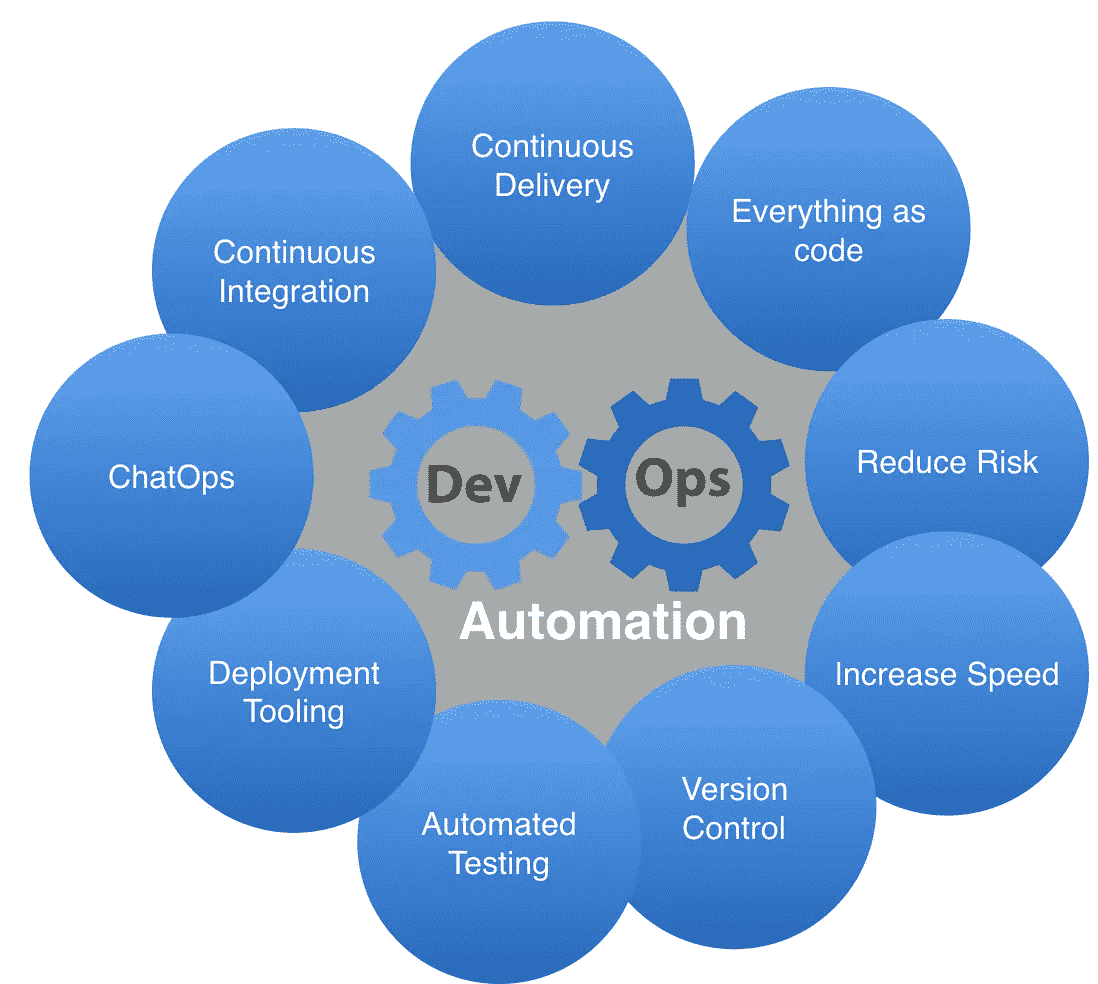 Continuous
Delivery
Everything as
code
Continuous
Integration
Reduce Risk
ChatOps
Dev
Ops
Automation
Increase Speed
Deployment
Tooling
Version
Control
Automated
Testing